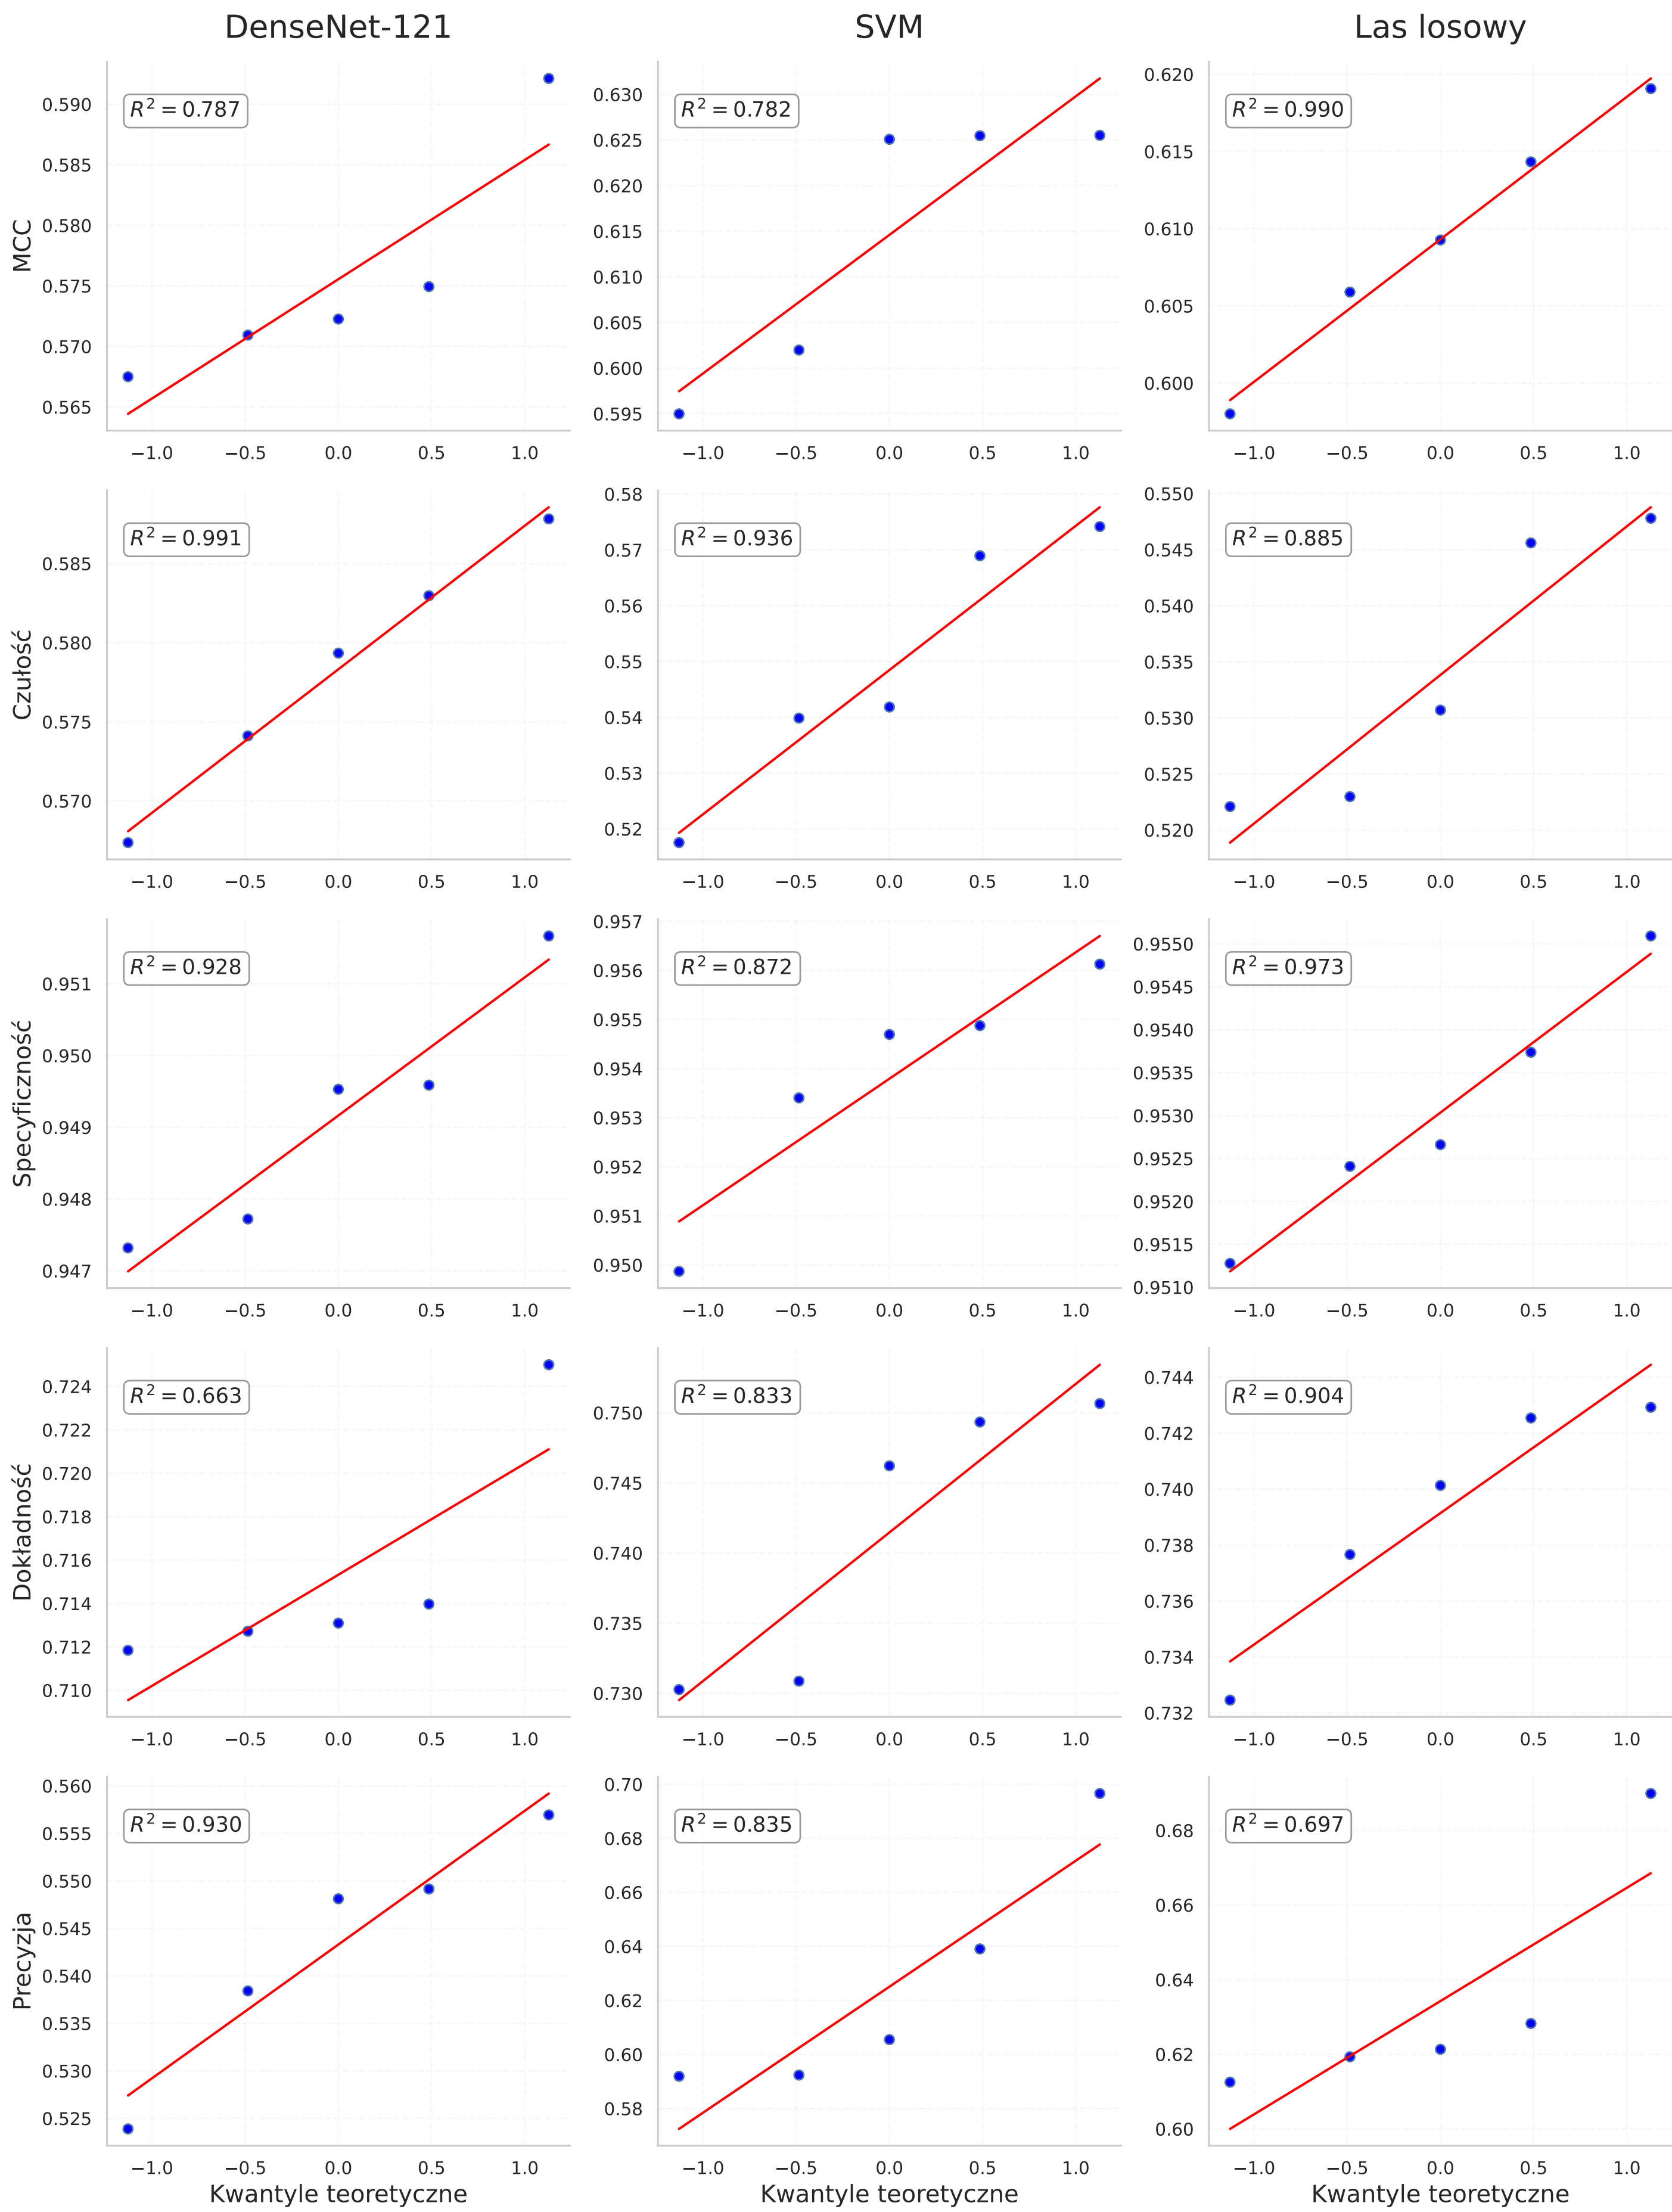 DenseNet-121 SVM Las losowy
MCC
R² = 0.787
0.590
0.585
0.580
0.575
0.570
0.565
−1.0 −0.5 0.0 0.5 1.0
R² = 0.782
0.630
0.625
0.620
0.615
0.610
0.605
0.600
0.595
−1.0 −0.5 0.0 0.5 1.0
R² = 0.990
0.620
0.615
0.610
0.605
0.600
−1.0 −0.5 0.0 0.5 1.0
Czułość
R² = 0.991
0.585
0.580
0.575
0.570
−1.0 −0.5 0.0 0.5 1.0
R² = 0.936
0.58
0.57
0.56
0.55
0.54
0.53
0.52
−1.0 −0.5 0.0 0.5 1.0
R² = 0.885
0.550
0.545
0.540
0.535
0.530
0.525
0.520
−1.0 −0.5 0.0 0.5 1.0
Specyficzność
R² = 0.928
0.951
0.950
0.949
0.948
0.947
−1.0 −0.5 0.0 0.5 1.0
R² = 0.872
0.957
0.956
0.955
0.954
0.953
0.952
0.951
0.950
−1.0 −0.5 0.0 0.5 1.0
R² = 0.973
0.9550
0.9545
0.9540
0.9535
0.9530
0.9525
0.9520
0.9515
0.9510
−1.0 −0.5 0.0 0.5 1.0
Dokładność
R² = 0.663
0.724
0.722
0.720
0.718
0.716
0.714
0.712
0.710
−1.0 −0.5 0.0 0.5 1.0
R² = 0.833
0.750
0.745
0.740
0.735
0.730
−1.0 −0.5 0.0 0.5 1.0
R² = 0.904
0.744
0.742
0.740
0.738
0.736
0.734
0.732
−1.0 −0.5 0.0 0.5 1.0
Precyzja
R² = 0.930
0.560
0.555
0.550
0.545
0.540
0.535
0.530
0.525
−1.0 −0.5 0.0 0.5 1.0
Kwantyle teoretyczne
R² = 0.835
0.70
0.68
0.66
0.64
0.62
0.60
0.58
−1.0 −0.5 0.0 0.5 1.0
Kwantyle teoretyczne
R² = 0.697
0.68
0.66
0.64
0.62
0.60
−1.0 −0.5 0.0 0.5 1.0
Kwantyle teoretyczne